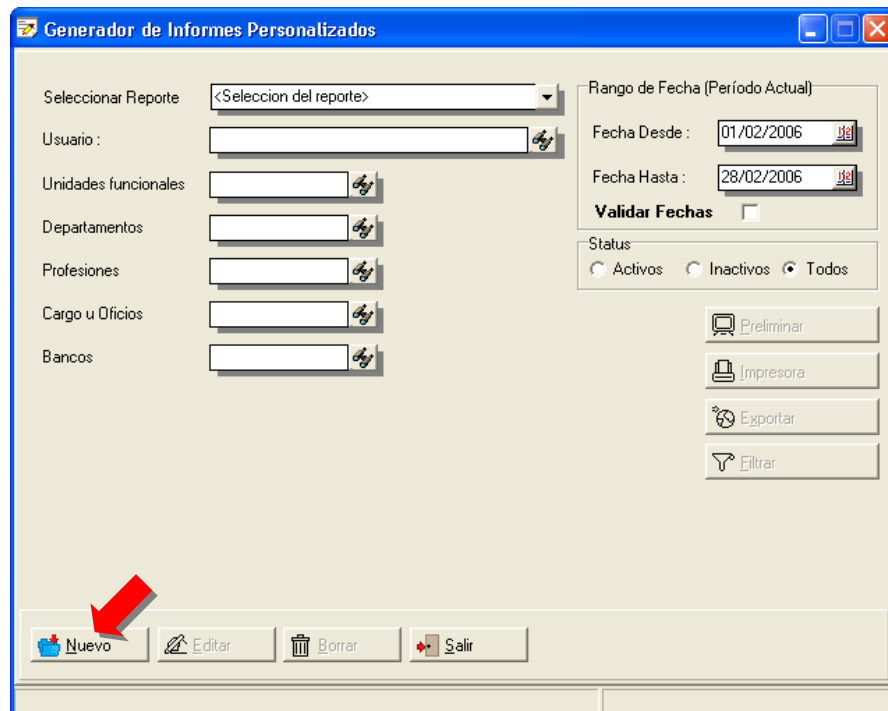 Generador de Informes Personalizados
Seleccionar Reporte
<Seleccion del reporte>
Usuario :
Unidades funcionales
Departamentos
Profesiones
Cargo u Oficios
Bancos
Rango de Fecha (Período Actual)
Fecha Desde :
01/02/2006
Fecha Hasta :
28/02/2006
Validar Fechas
Status
Activos
Inactivos
Todos
Preliminar
Impresora
Exportar
Filtrar
Nuevo
Editar
Borrar
Salir